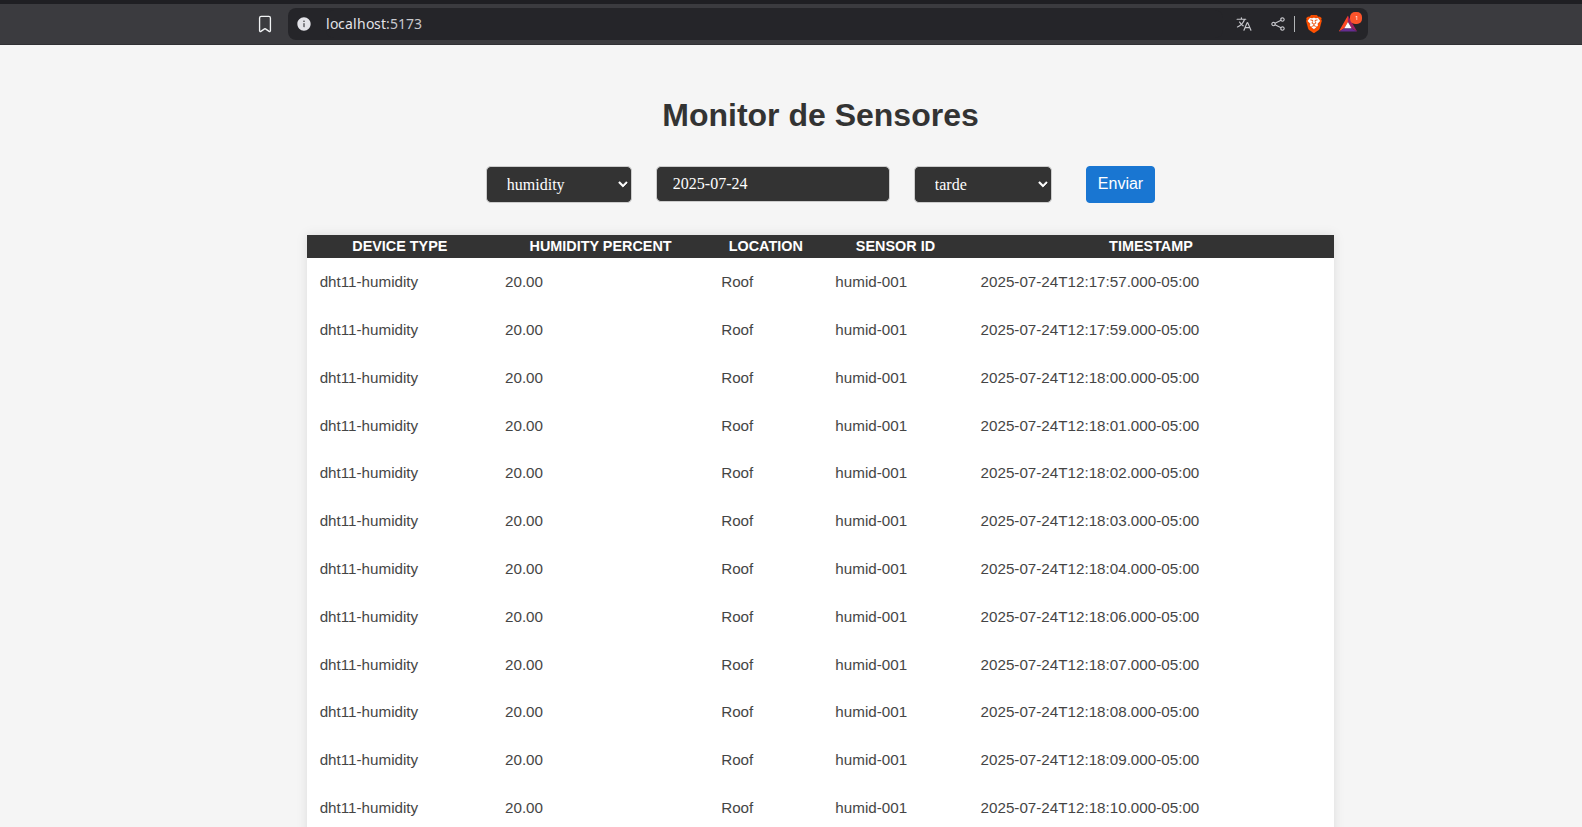 localhost:5173
Monitor de Sensores
humidity 2025-07-24 tarde Enviar
DEVICE TYPE HUMIDITY PERCENT LOCATION SENSOR ID TIMESTAMP
dht11-humidity 20.00 Roof humid-001 2025-07-24T12:17:57.000-05:00
dht11-humidity 20.00 Roof humid-001 2025-07-24T12:17:59.000-05:00
dht11-humidity 20.00 Roof humid-001 2025-07-24T12:18:00.000-05:00
dht11-humidity 20.00 Roof humid-001 2025-07-24T12:18:01.000-05:00
dht11-humidity 20.00 Roof humid-001 2025-07-24T12:18:02.000-05:00
dht11-humidity 20.00 Roof humid-001 2025-07-24T12:18:03.000-05:00
dht11-humidity 20.00 Roof humid-001 2025-07-24T12:18:04.000-05:00
dht11-humidity 20.00 Roof humid-001 2025-07-24T12:18:06.000-05:00
dht11-humidity 20.00 Roof humid-001 2025-07-24T12:18:07.000-05:00
dht11-humidity 20.00 Roof humid-001 2025-07-24T12:18:08.000-05:00
dht11-humidity 20.00 Roof humid-001 2025-07-24T12:18:09.000-05:00
dht11-humidity 20.00 Roof humid-001 2025-07-24T12:18:10.000-05:00